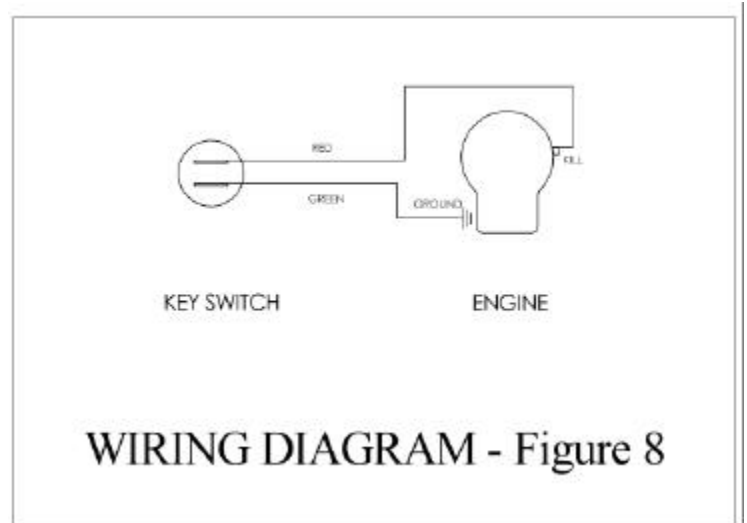 RED
KILL
GREEN
GROUND
KEY SWITCH
ENGINE
WIRING DIAGRAM - Figure 8